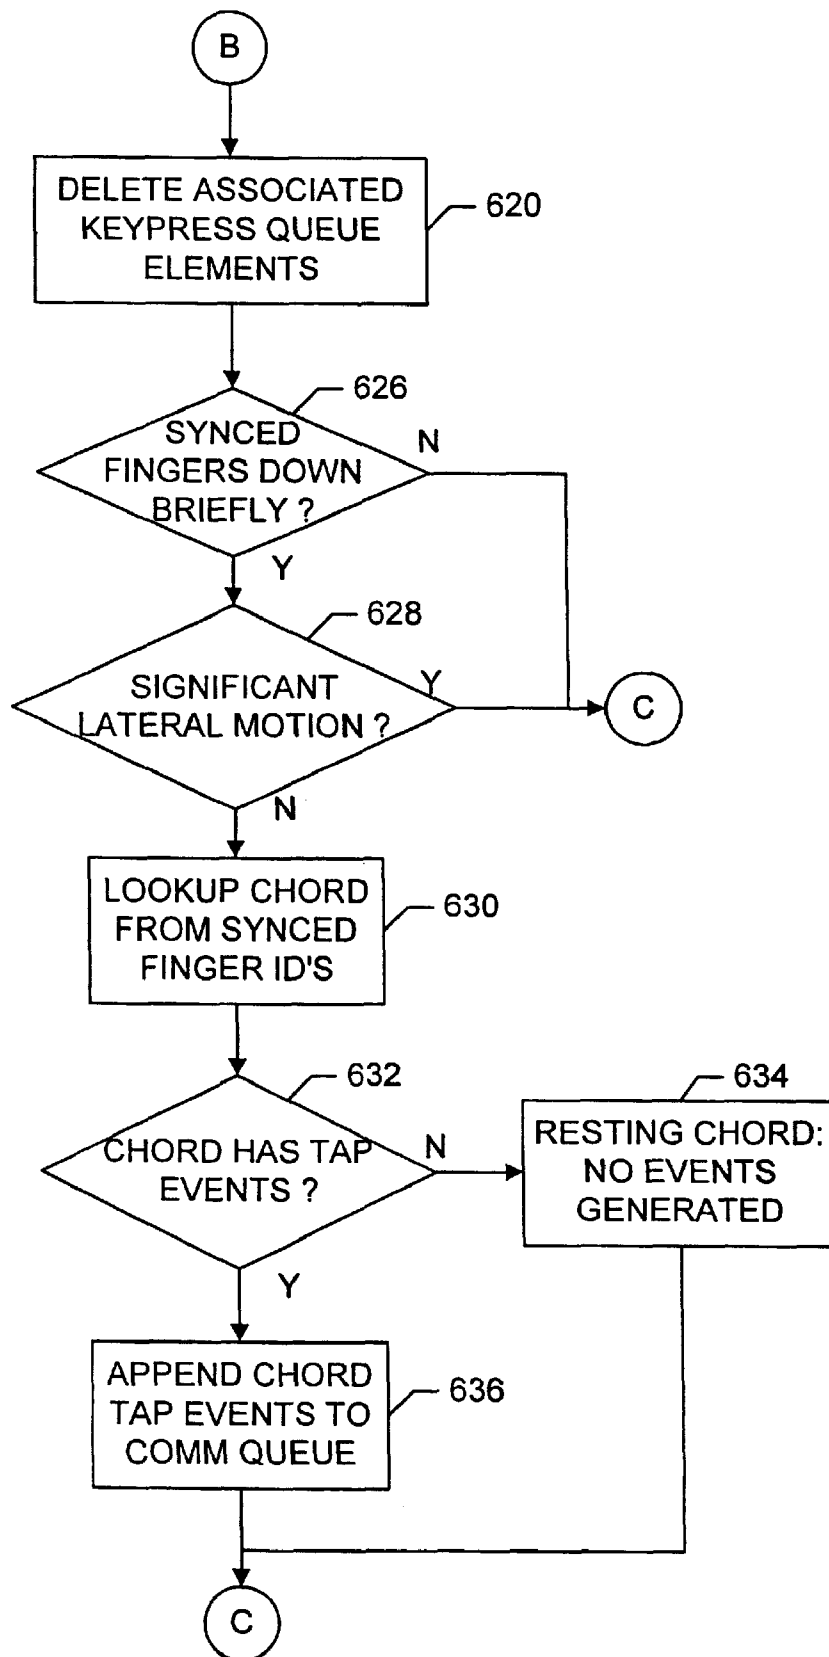 B
DELETE ASSOCIATED
KEYPRESS QUEUE
ELEMENTS
620
626
SYNCED
FINGERS DOWN
BRIEFLY ?
N
Y
628
SIGNIFICANT
LATERAL MOTION ?
Y
C
N
LOOKUP CHORD
FROM SYNCED
FINGER ID'S
630
632
CHORD HAS TAP
EVENTS ?
N
634
RESTING CHORD:
NO EVENTS
GENERATED
Y
APPEND CHORD
TAP EVENTS TO
COMM QUEUE
636
C